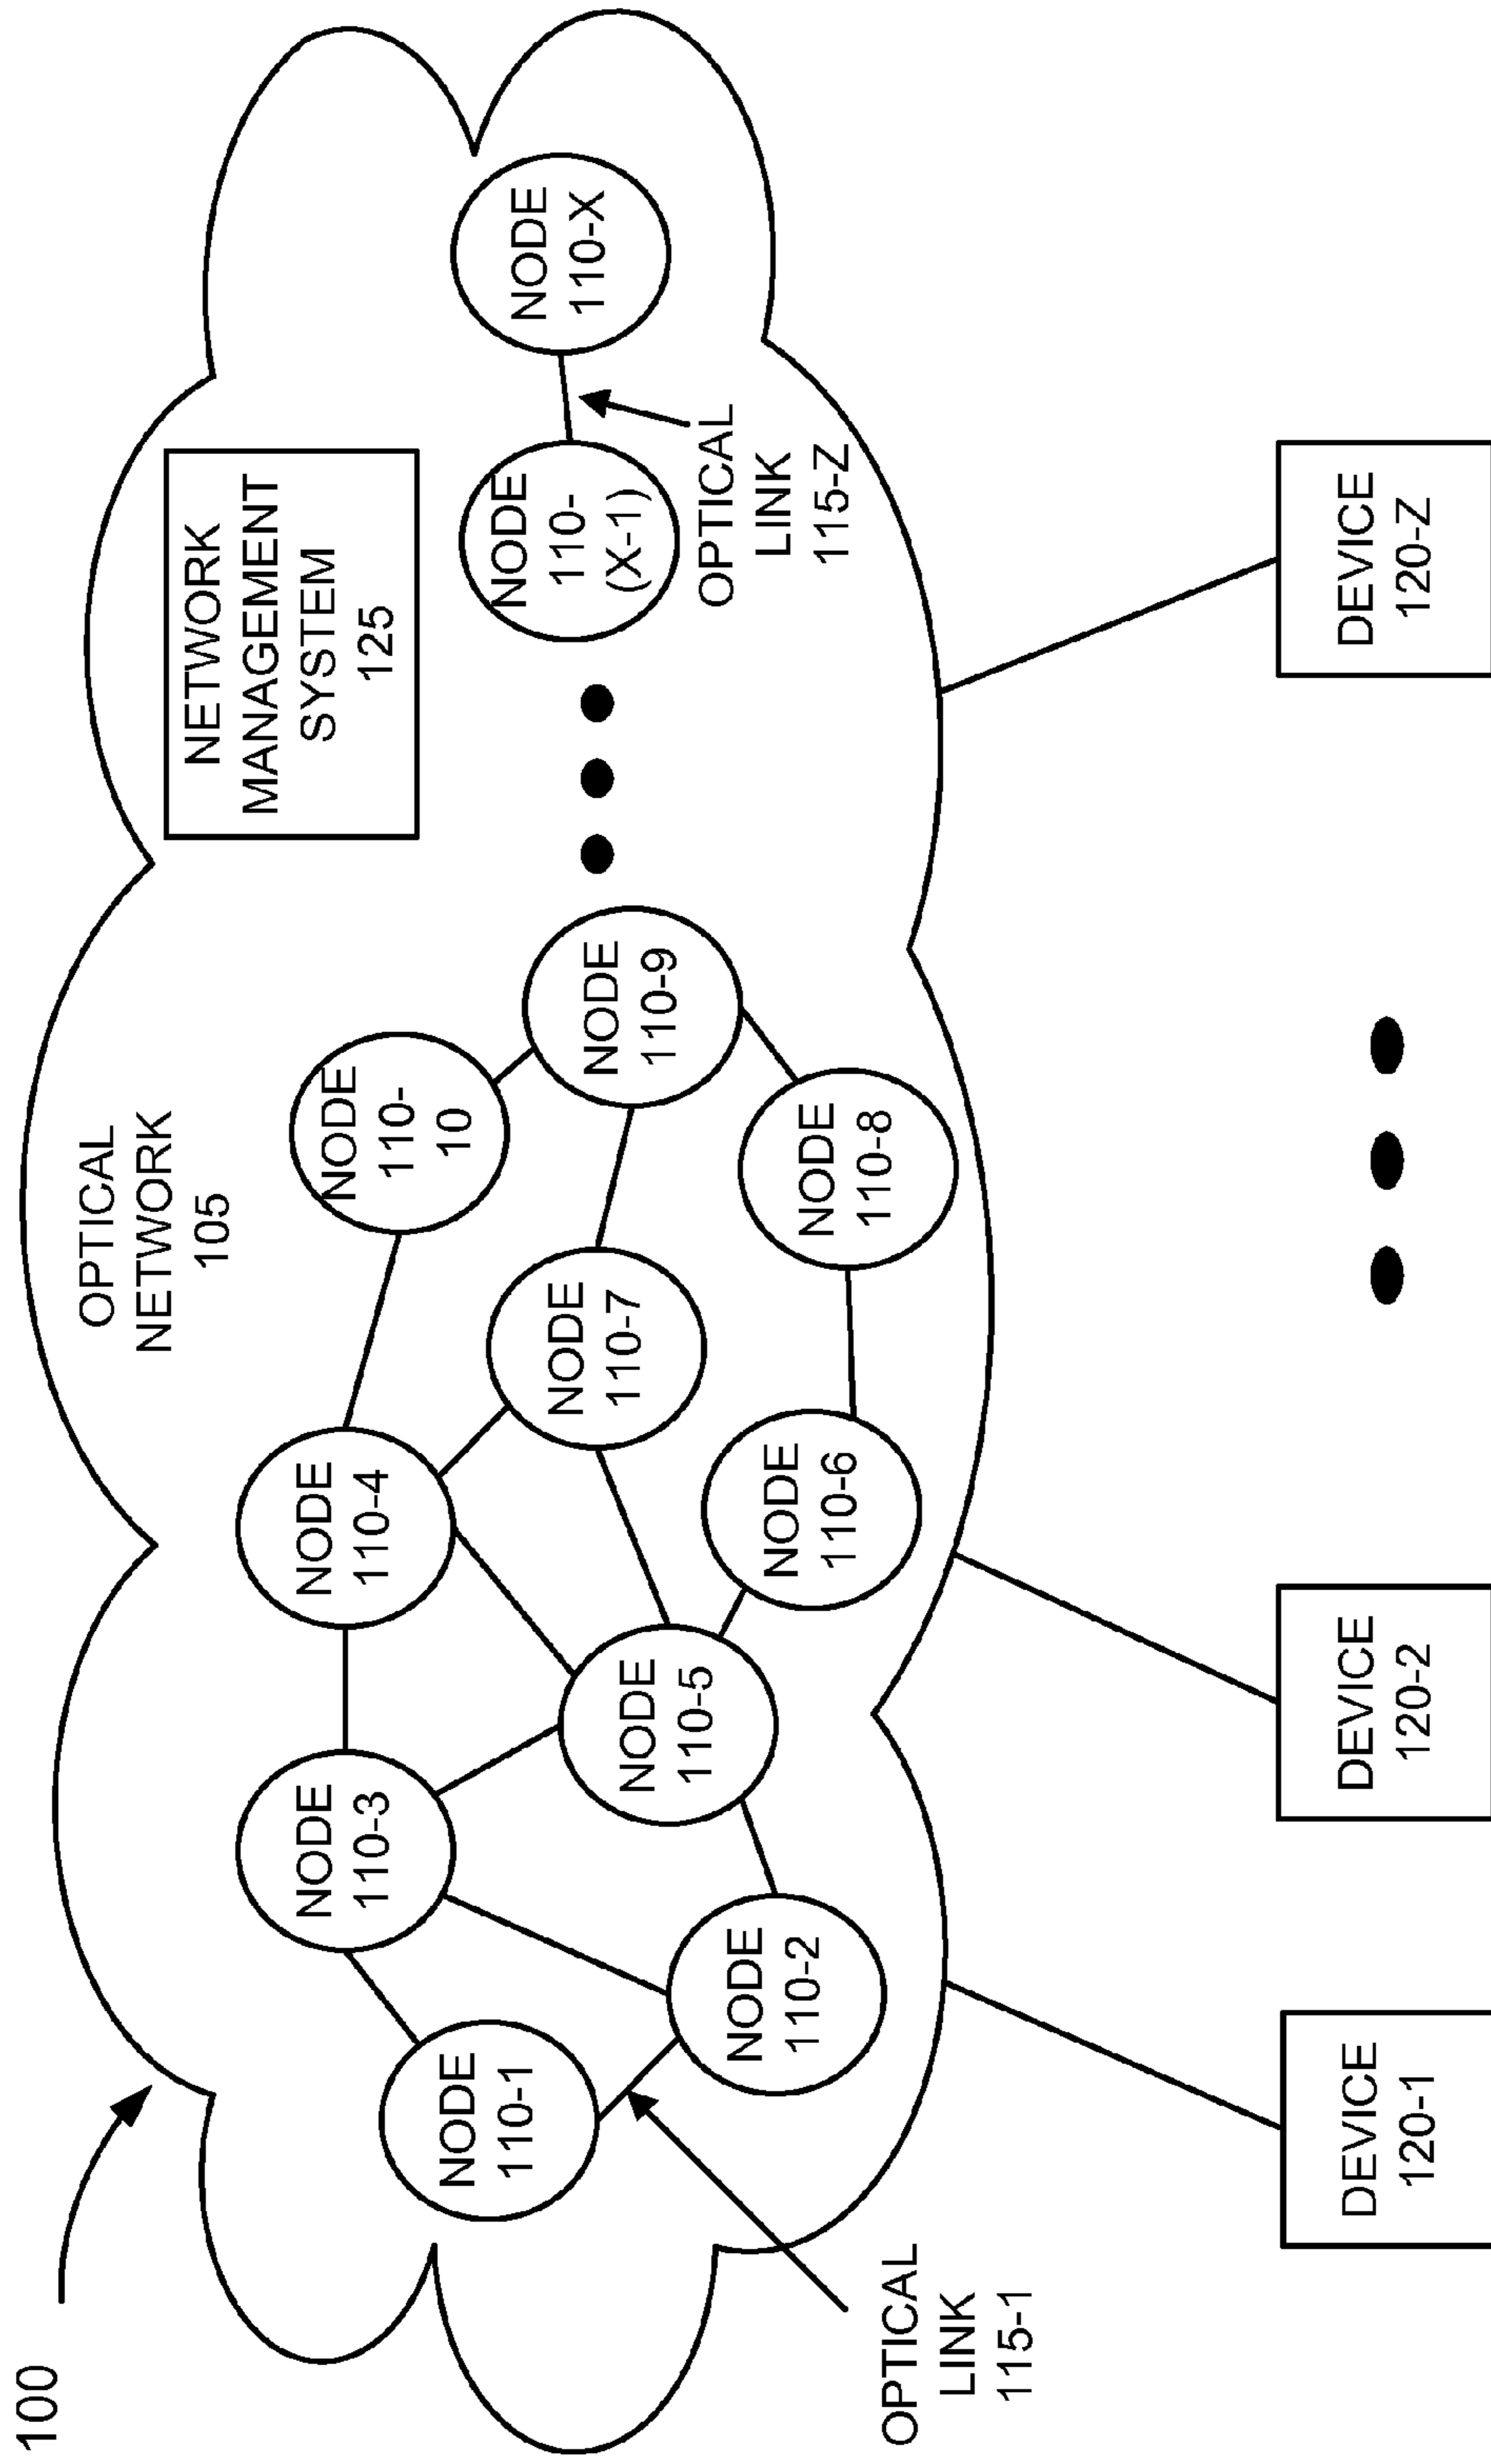 100
OPTICAL
NETWORK
105
NETWORK
MANAGEMENT
SYSTEM
125
NODE
110-1
NODE
110-2
NODE
110-3
NODE
110-4
NODE
110-5
NODE
110-6
NODE
110-7
NODE
110-8
NODE
110-9
NODE
110-
10
NODE
110-
(X-1)
NODE
110-X
OPTICAL
LINK
115-1
OPTICAL
LINK
115-Z
DEVICE
120-1
DEVICE
120-2
DEVICE
120-Z